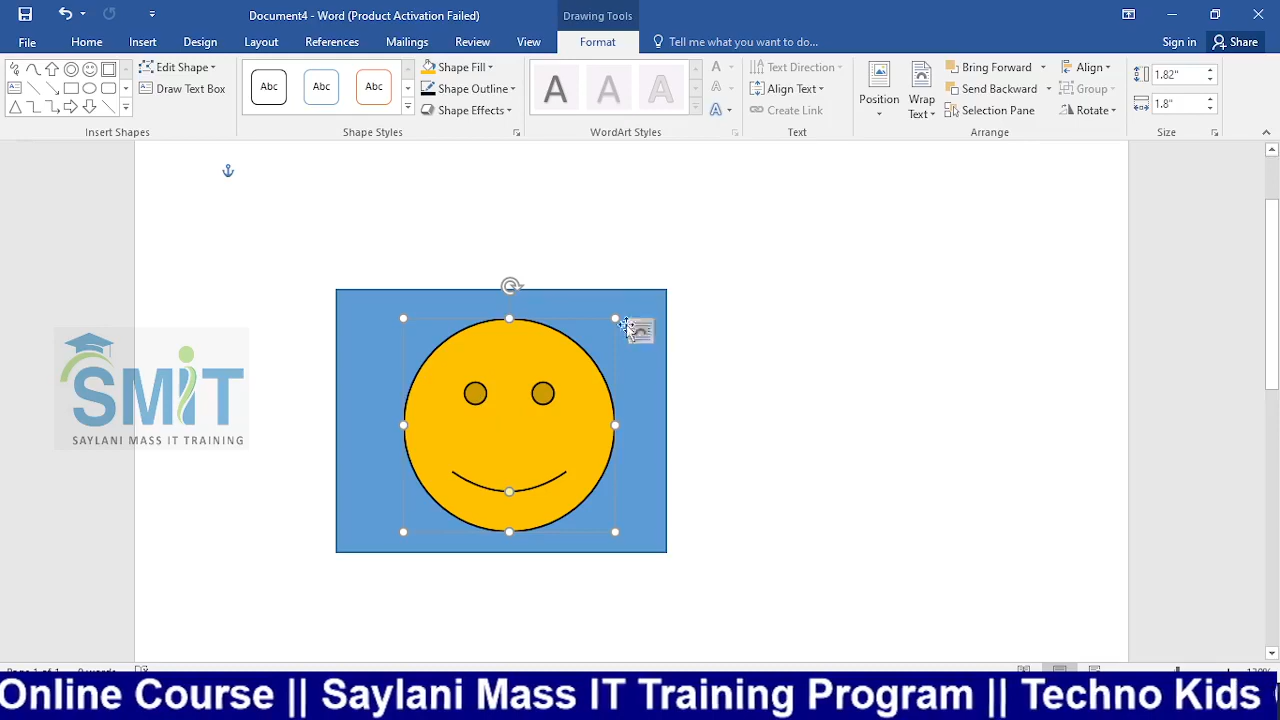 Document4 - Word (Product Activation Failed)
Drawing Tools
File
Home
Insert
Design
Layout
References
Mailings
Review
View
Format
Tell me what you want to do...
Sign in
Share
Edit Shape
Draw Text Box
Insert Shapes
Abc
Abc
Abc
Shape Fill
Shape Outline
Shape Effects
Shape Styles
A
A
A
WordArt Styles
Text Direction
Align Text
Create Link
Text
Position
Wrap
Text
Bring Forward
Send Backward
Selection Pane
Align
Group
Rotate
Arrange
1.82"
1.8"
Size
SMIT
SAYLANI MASS IT TRAINING
Online Course || Saylani Mass IT Training Program || Techno Kids